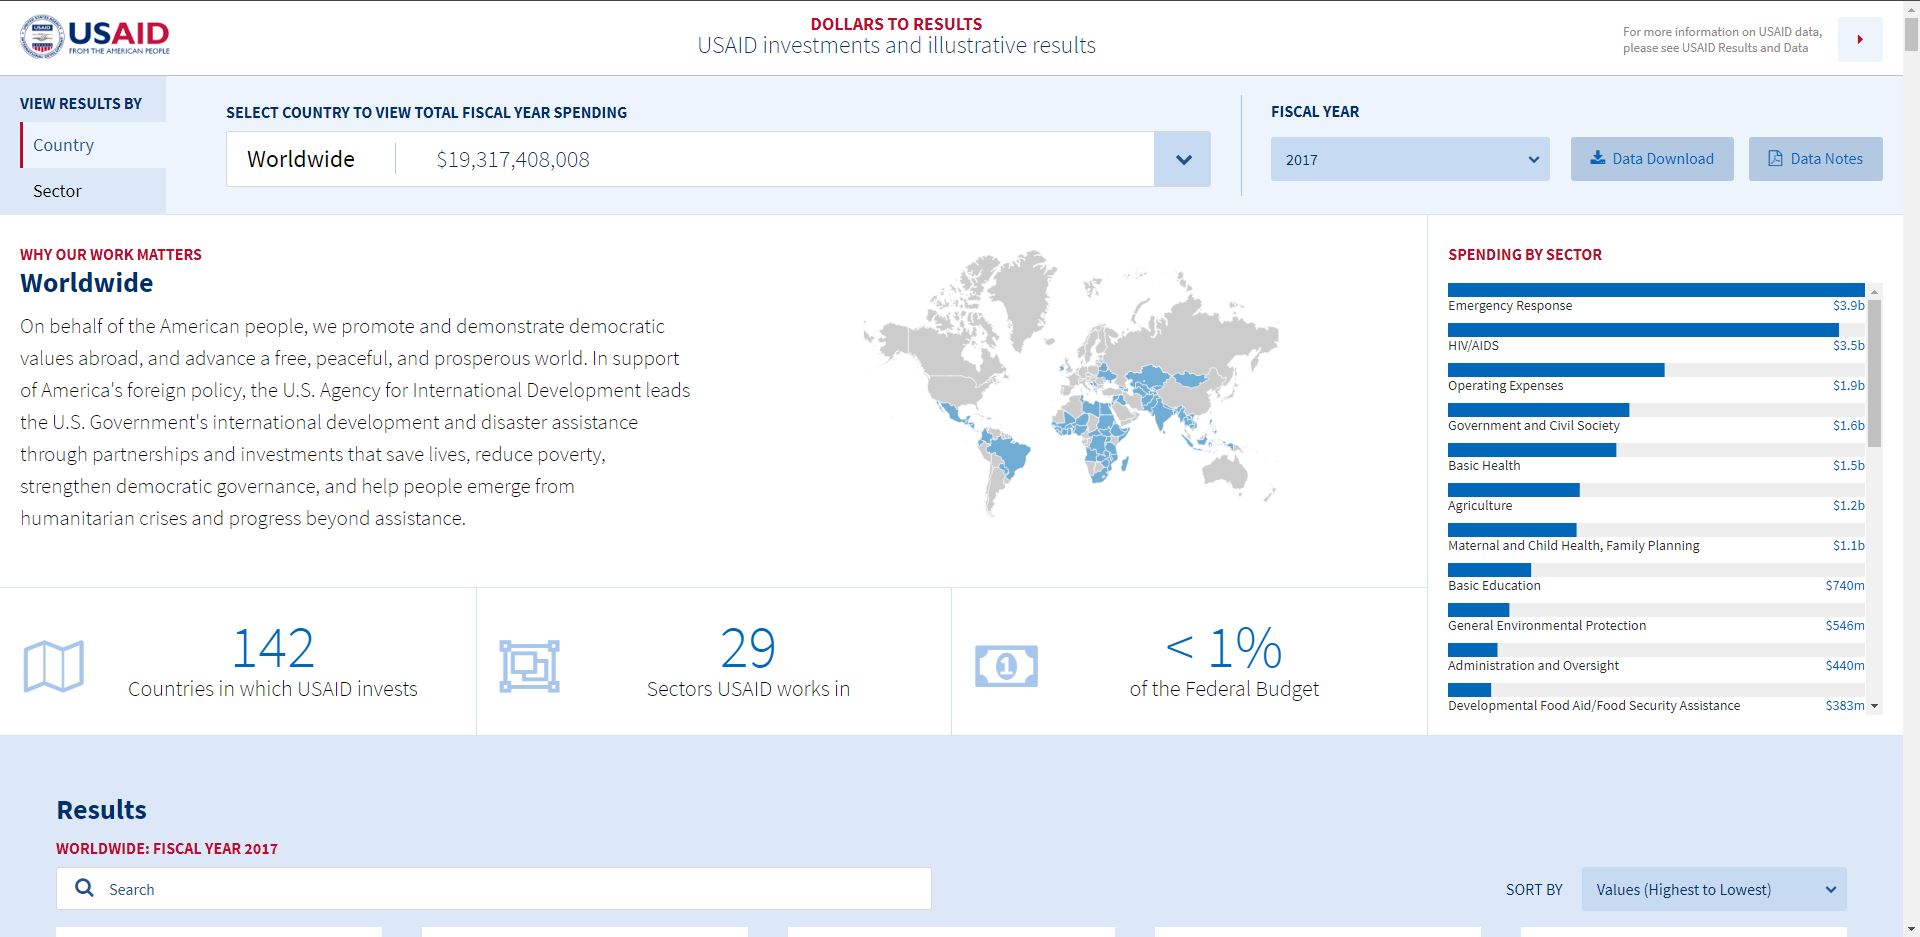 USAID
FROM THE AMERICAN PEOPLE
DOLLARS TO RESULTS
USAID investments and illustrative results
For more information on USAID data,
please see USAID Results and Data
VIEW RESULTS BY
Country
Sector
SELECT COUNTRY TO VIEW TOTAL FISCAL YEAR SPENDING
Worldwide $19,317,408,008
FISCAL YEAR
2017
Data Download
Data Notes
WHY OUR WORK MATTERS
Worldwide
On behalf of the American people, we promote and demonstrate democratic
values abroad, and advance a free, peaceful, and prosperous world. In support
of America's foreign policy, the U.S. Agency for International Development leads
the U.S. Government's international development and disaster assistance
through partnerships and investments that save lives, reduce poverty,
strengthen democratic governance, and help people emerge from
humanitarian crises and progress beyond assistance.
SPENDING BY SECTOR
Emergency Response $3.9b
HIV/AIDS $3.5b
Operating Expenses $1.9b
Government and Civil Society $1.6b
Basic Health $1.5b
Agriculture $1.2b
Maternal and Child Health, Family Planning $1.1b
Basic Education $740m
General Environmental Protection $546m
Administration and Oversight $440m
Developmental Food Aid/Food Security Assistance $383m
142
Countries in which USAID invests
29
Sectors USAID works in
1
< 1%
of the Federal Budget
Results
WORLDWIDE: FISCAL YEAR 2017
Search
SORT BY
Values (Highest to Lowest)